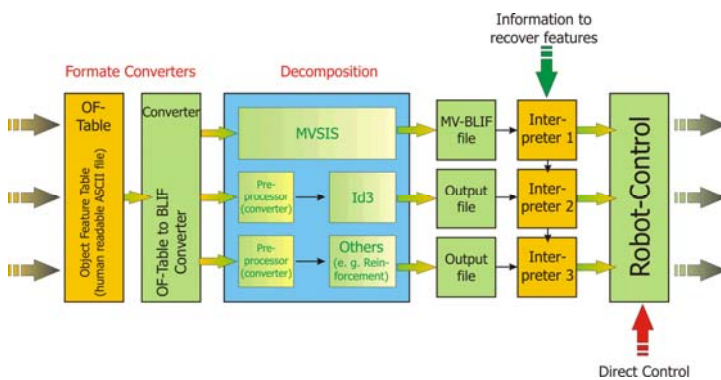 Information to
recover features
Formate Converters
Decomposition
OF-
Table
Object Feature Table
(human readable ASCII file)
Converter
OF-Table to BLIF
Converter
MVSIS
MV-BLIF
file
Inter-
preter 1
Pre-
processor
(converter)
Id3
Output
file
Inter-
preter 2
Pre-
processor
(converter)
Others
(e. g. Rein-
forcement)
Output
file
Inter-
preter 3
Robot-Control
Direct Control